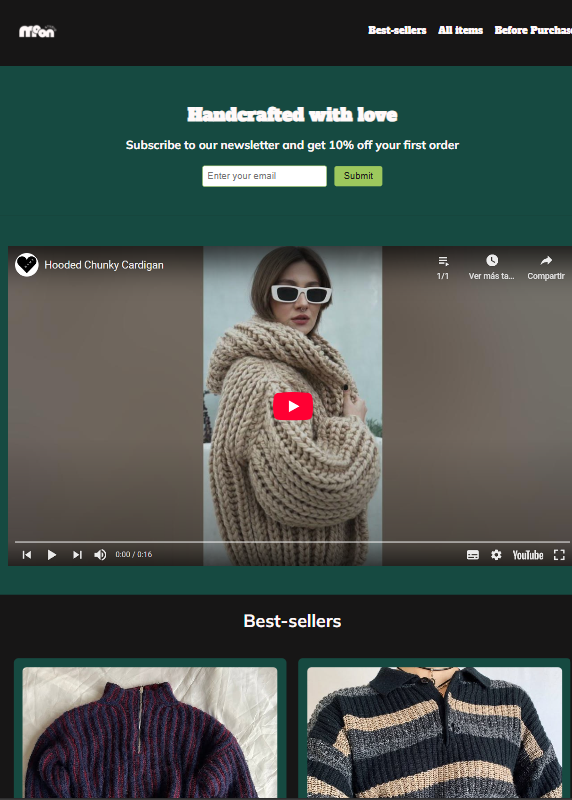 Moon
Best-sellers All items Before Purchas
Handcrafted with love
Subscribe to our newsletter and get 10% off your first order
Enter your email Submit
Hooded Chunky Cardigan
1/1 Ver más ta... Compartir
0:00 / 0:16 YouTube
Best-sellers